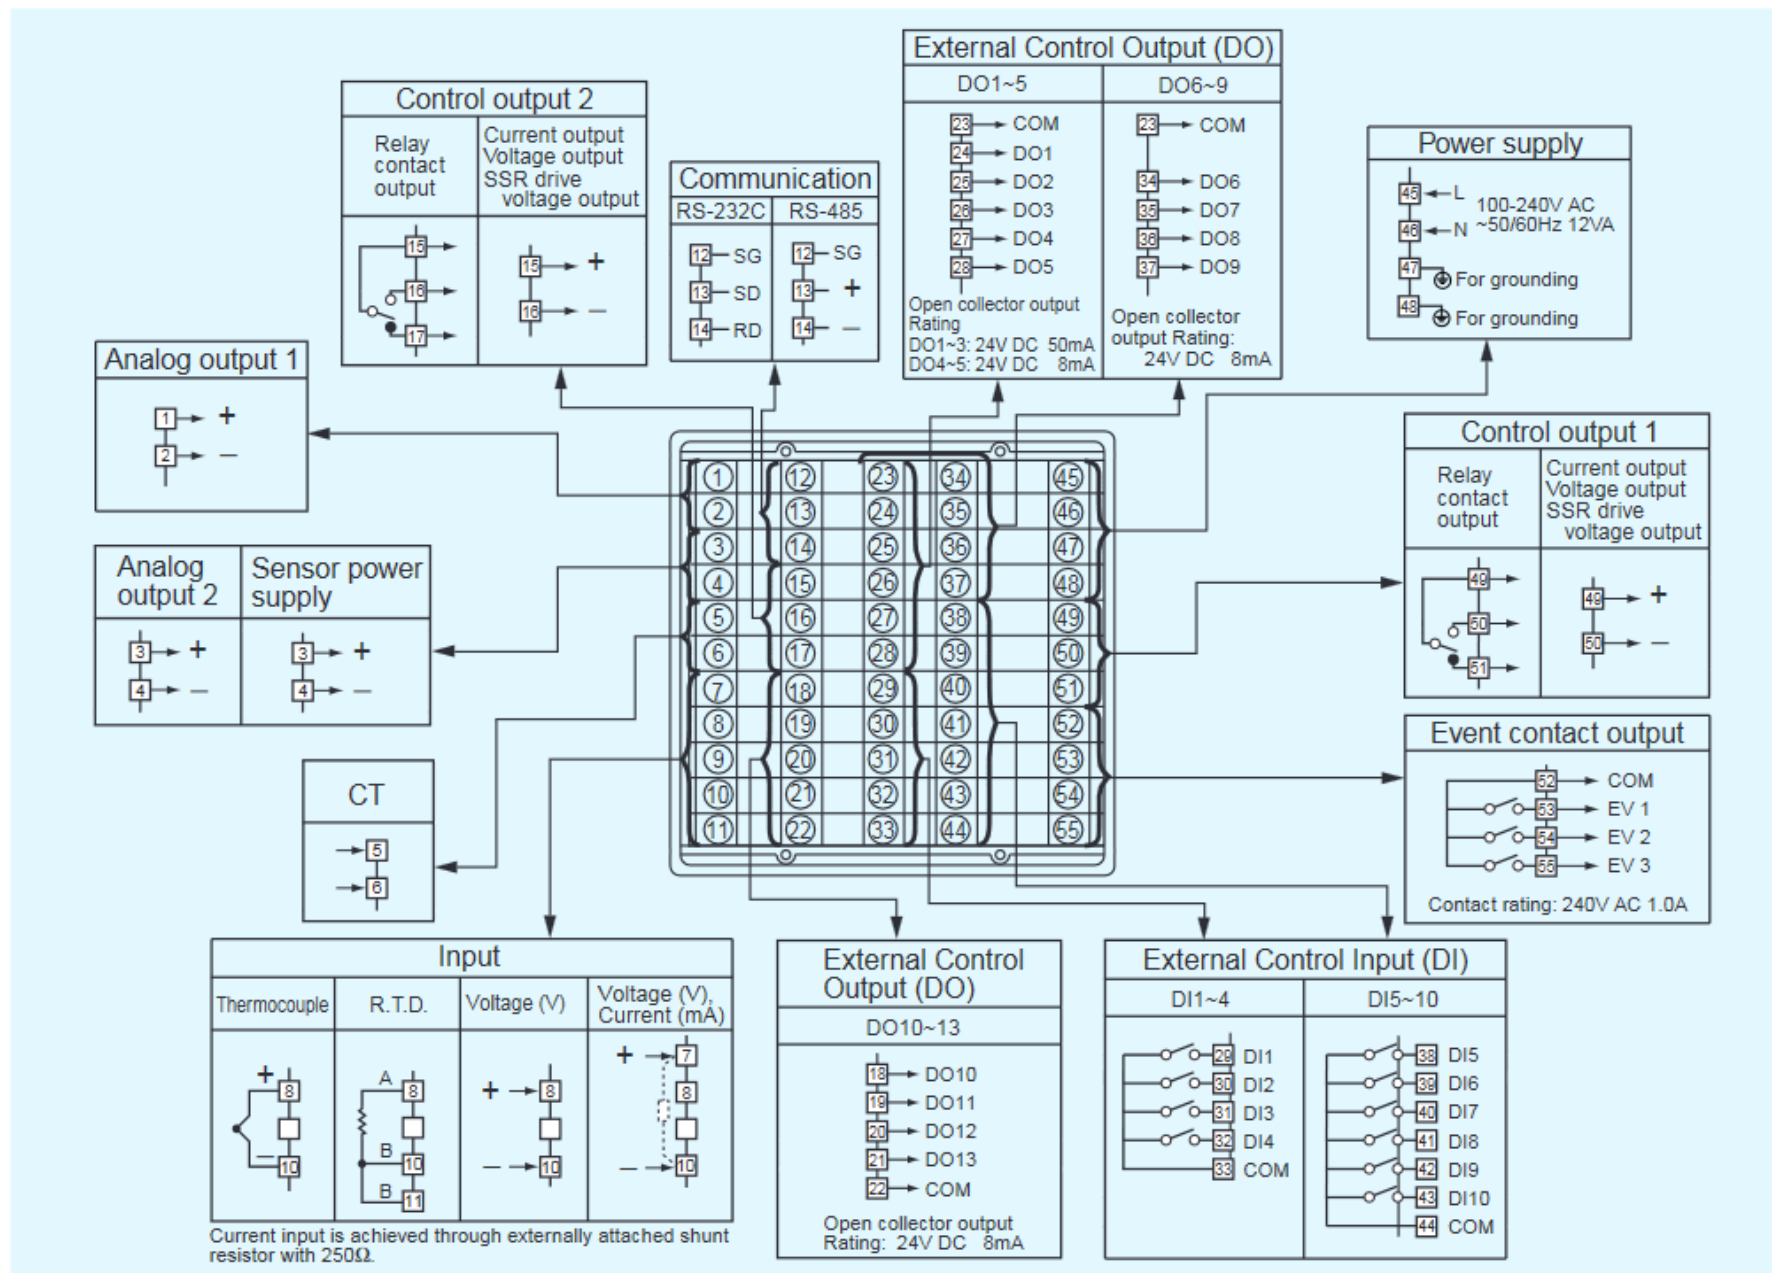 External Control Output (DO)
DO1~5
DO6~9
23 COM
24 DO1
25 DO2
26 DO3
27 DO4
28 DO5
Open collector output
Rating
DO1~3: 24V DC 50mA
DO4~5: 24V DC 8mA
23 COM
34 DO6
35 DO7
36 DO8
37 DO9
Open collector
output Rating:
24V DC 8mA
Control output 2
Relay
contact
output
15
16
17
Current output
Voltage output
SSR drive
voltage output
15 +
16 −
Communication
RS-232C
RS-485
12 SG
13 SD
14 RD
12 SG
13 +
14 −
Power supply
45 L
46 N
100-240V AC
~50/60Hz 12VA
47 For grounding
48 For grounding
Analog output 1
1 +
2 −
Analog
output 2
3 +
4 −
Sensor power
supply
3 +
4 −
CT
5
6
1 12 23 34 45
2 13 24 35 46
3 14 25 36 47
4 15 26 37 48
5 16 27 38 49
6 17 28 39 50
7 18 29 40 51
8 19 30 41 52
9 20 31 42 53
10 21 32 43 54
11 22 33 44 55
Control output 1
Relay
contact
output
49
50
51
Current output
Voltage output
SSR drive
voltage output
49 +
50 −
Event contact output
52 COM
53 EV 1
54 EV 2
55 EV 3
Contact rating: 240V AC 1.0A
Input
Thermocouple
+ 8
− 10
R.T.D.
A 8
B 10
B 11
Voltage (V)
+ 8
− 10
Voltage (V),
Current (mA)
+ 7
8
− 10
Current input is achieved through externally attached shunt
resistor with 250Ω.
External Control
Output (DO)
DO10~13
18 DO10
19 DO11
20 DO12
21 DO13
22 COM
Open collector output
Rating: 24V DC 8mA
External Control Input (DI)
DI1~4
29 DI1
30 DI2
31 DI3
32 DI4
33 COM
DI5~10
38 DI5
39 DI6
40 DI7
41 DI8
42 DI9
43 DI10
44 COM